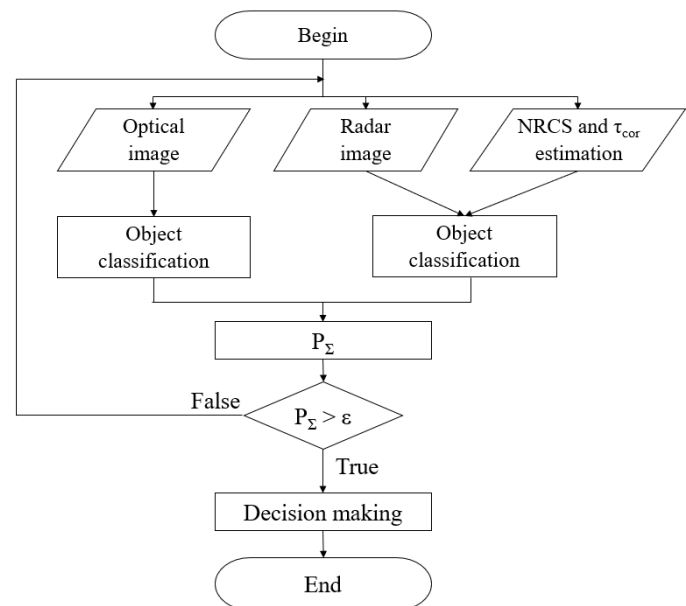 Begin
Optical
image
Radar
image
NRCS and τcor
estimation
Object
classification
Object
classification
PΣ
False
PΣ > ε
True
Decision making
End